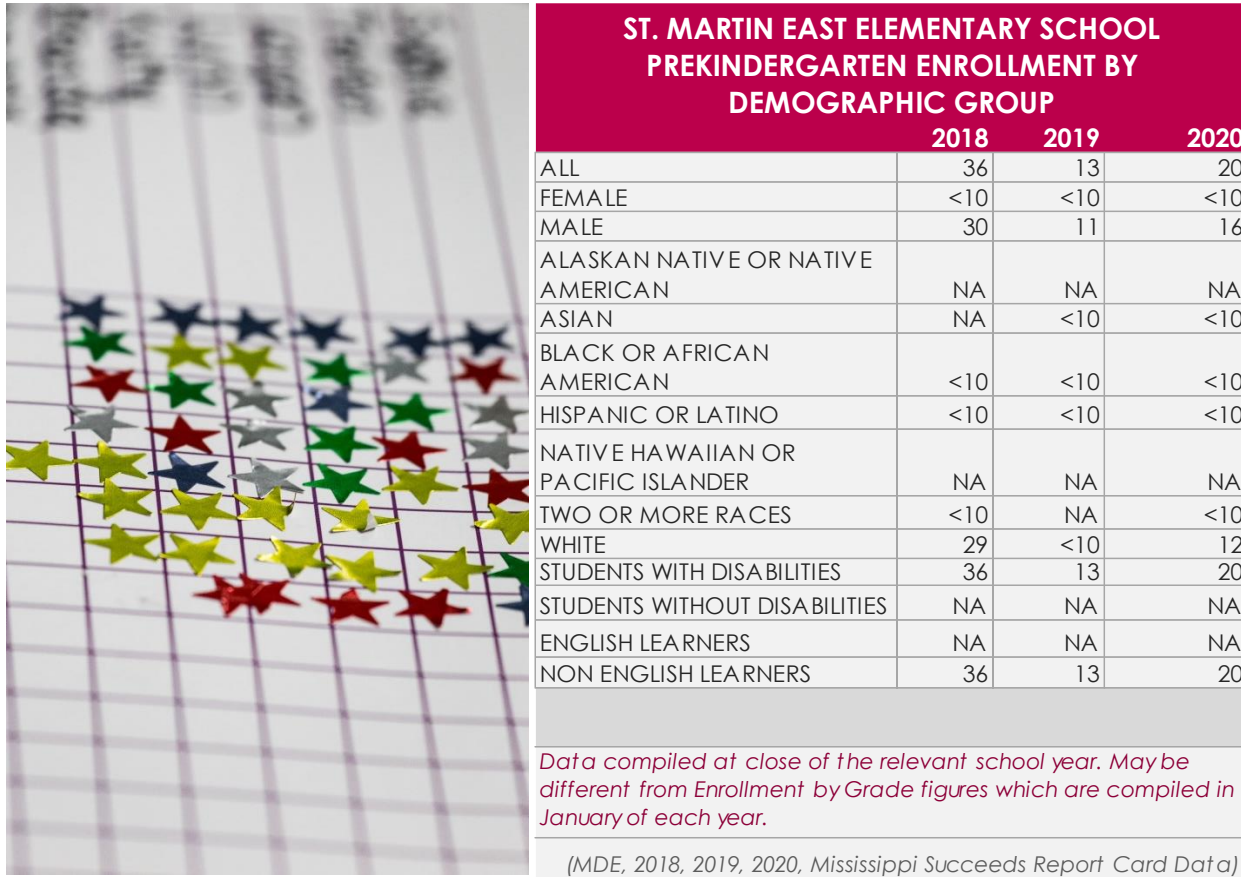 ST. MARTIN EAST ELEMENTARY SCHOOL
PREKINDERGARTEN ENROLLMENT BY
DEMOGRAPHIC GROUP
2018 2019 2020
ALL 36 13 20
FEMALE <10 <10 <10
MALE 30 11 16
ALASKAN NATIVE OR NATIVE
AMERICAN NA NA NA
ASIAN NA <10 <10
BLACK OR AFRICAN
AMERICAN <10 <10 <10
HISPANIC OR LATINO <10 <10 <10
NATIVE HAWAIIAN OR
PACIFIC ISLANDER NA NA NA
TWO OR MORE RACES <10 NA <10
WHITE 29 <10 12
STUDENTS WITH DISABILITIES 36 13 20
STUDENTS WITHOUT DISABILITIES NA NA NA
ENGLISH LEARNERS NA NA NA
NON ENGLISH LEARNERS 36 13 20
Data compiled at close of the relevant school year. May be
different from Enrollment by Grade figures which are compiled in
January of each year.
(MDE, 2018, 2019, 2020, Mississippi Succeeds Report Card Data)